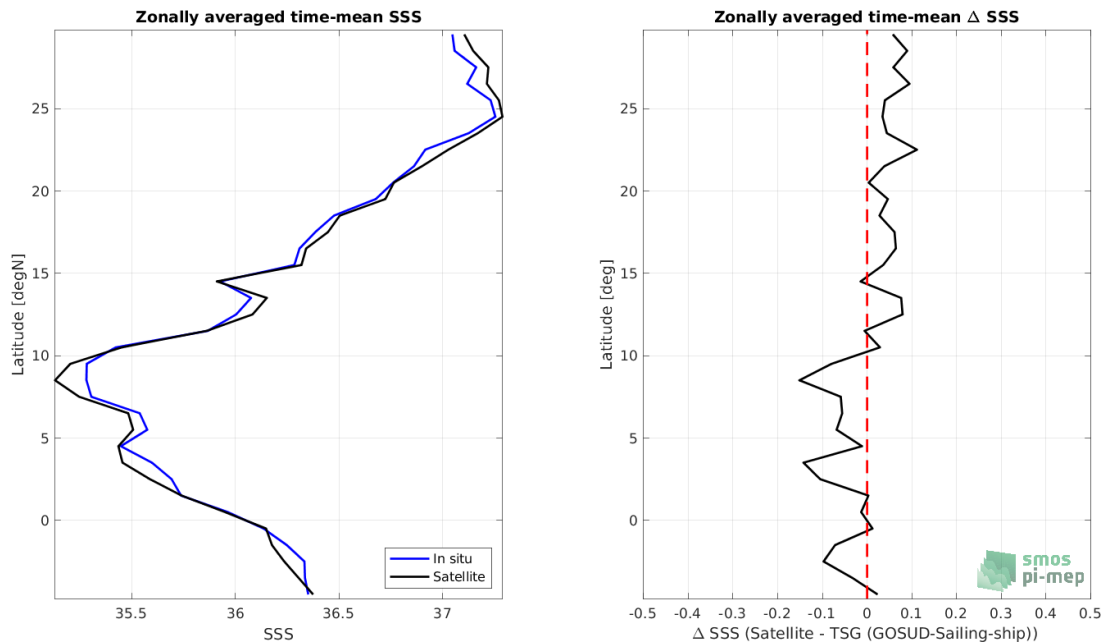 Zonally averaged time-mean SSS
Latitude [degN]
25
20
15
10
5
0
35.5 36 36.5 37
SSS
In situ
Satellite
Zonally averaged time-mean Δ SSS
Latitude [deg]
25
20
15
10
5
0
-0.5 -0.4 -0.3 -0.2 -0.1 0 0.1 0.2 0.3 0.4 0.5
Δ SSS (Satellite - TSG (GOSUD-Sailing-ship))
smos
pi-mep